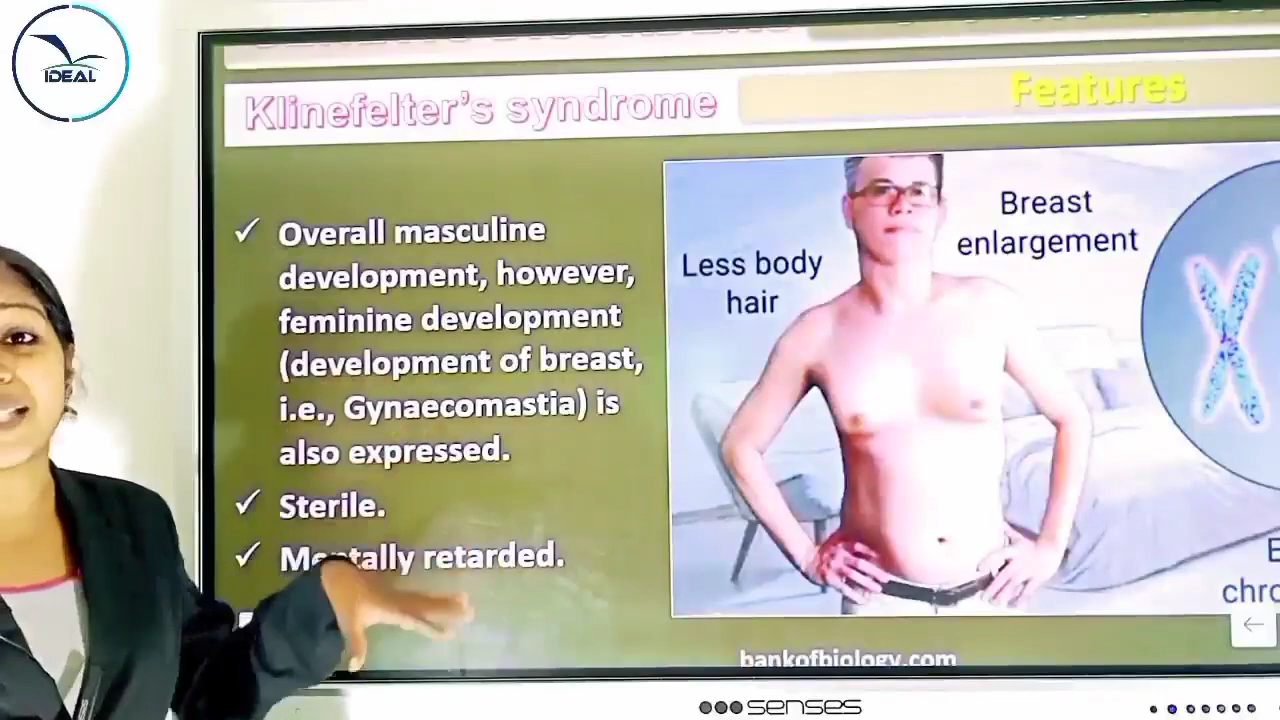 IDEAL
Klinefelter's syndrome
Features
✓ Overall masculine
development, however,
feminine development
(development of breast,
i.e., Gynaecomastia) is
also expressed.
✓ Sterile.
✓ Mentally retarded.
Less body
hair
Breast
enlargement
bankofbiology.com
senses